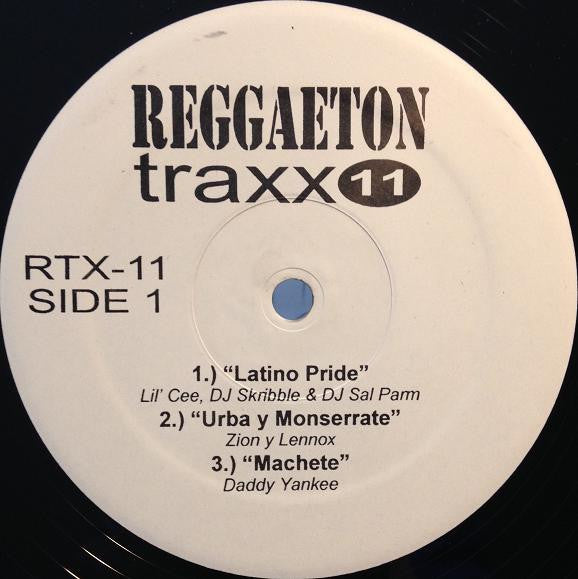 REGGAETON
traxx 11
RTX-11
SIDE 1
1.) “Latino Pride”
Lil’ Cee, DJ Skribble & DJ Sal Parm
2.) “Urba y Monserrate”
Zion y Lennox
3.) “Machete”
Daddy Yankee